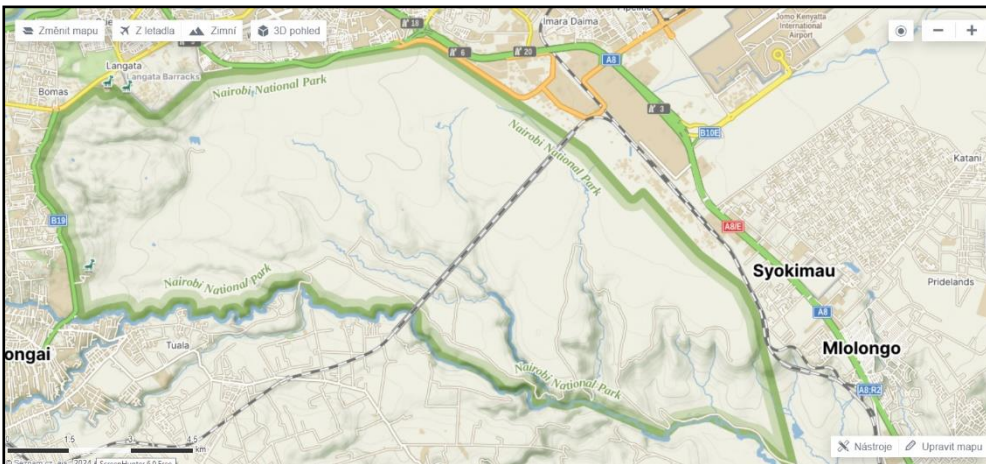 Změnit mapu
Z letadla
Zimní
3D pohled
18
Imara Daima
Jomo Kenyatta
International
Airport
6
20
A8
Langata
Langata Barracks
Bomas
Nairobi National Park
3
B10E
Nairobi National Park
Katani
B19
A8/E
Syokimau
Nairobi National Park
Pridelands
A8
ongai
Tuala
Mlolongo
Nairobi National Park
A8:R2
1.5
3
4.5
km
Nástroje
Upravit mapu